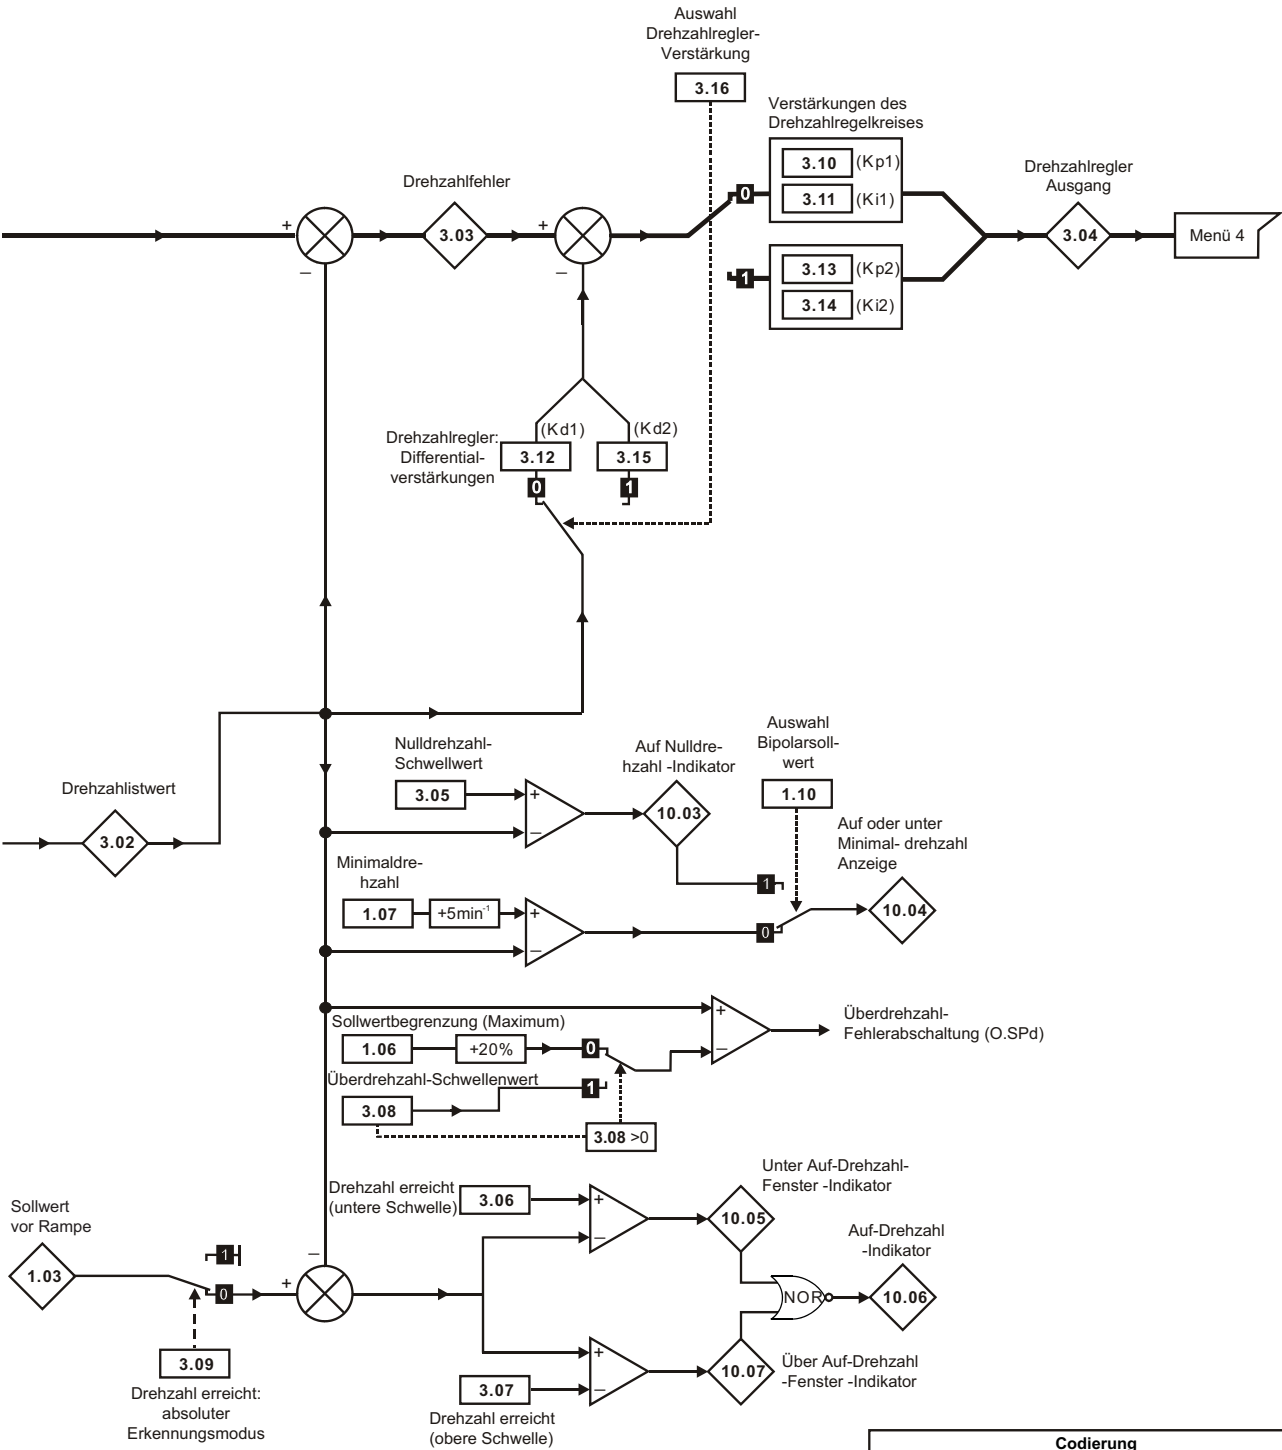 Auswahl
Drehzahlregler-
Verstärkung
3.16
Verstärkungen des
Drehzahlregelkreises
3.10 (Kp1)
3.11 (Ki1)
0
Drehzahlfehler
Drehzahlregler
Ausgang
+
3.03
+
3.04
Menü 4
–
–
1
3.13 (Kp2)
3.14 (Ki2)
Drehzahlregler:
Differential-
verstärkungen
(Kd1)
(Kd2)
3.12
3.15
0
1
Nulldrehzahl-
Schwellwert
3.05
+
–
Auf Nulldre-
hzahl -Indikator
10.03
Auswahl
Bipolarsoll-
wert
1.10
Drehzahlistwert
3.02
Auf oder unter
Minimal- drehzahl
Anzeige
1
10.04
0
Minimaldre-
hzahl
1.07
+5min-1
+
–
+
–
Überdrehzahl-
Fehlerabschaltung (O.SPd)
Sollwertbegrenzung (Maximum)
1.06
+20%
0
Überdrehzahl-Schwellenwert
1
3.08
3.08 >0
Drehzahl erreicht
(untere Schwelle)
3.06
+
–
Unter Auf-Drehzahl-
Fenster -Indikator
10.05
Sollwert
vor Rampe
1.03
1
0
–
+
Auf-Drehzahl
-Indikator
NOR
10.06
3.09
Drehzahl erreicht:
absoluter
Erkennungsmodus
+
–
10.07
Über Auf-Drehzahl
-Fenster -Indikator
3.07
Drehzahl erreicht
(obere Schwelle)
Codierung